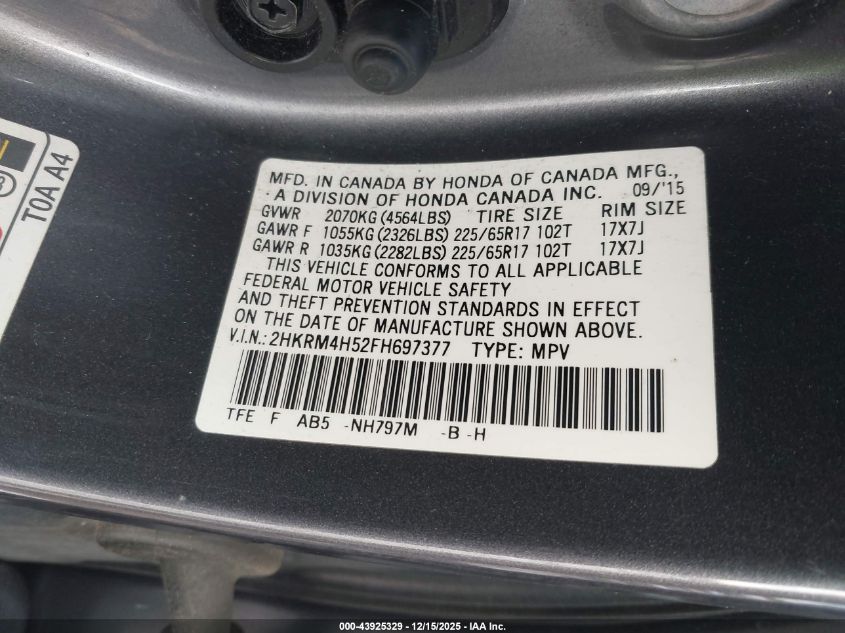 MFD. IN CANADA BY HONDA OF CANADA MFG.,
A DIVISION OF HONDA CANADA INC. 09/'15
GVWR 2070KG (4564LBS) TIRE SIZE RIM SIZE
GAWR F 1055KG (2326LBS) 225/65R17 102T 17X7J
GAWR R 1035KG (2282LBS) 225/65R17 102T 17X7J
THIS VEHICLE CONFORMS TO ALL APPLICABLE
FEDERAL MOTOR VEHICLE SAFETY
AND THEFT PREVENTION STANDARDS IN EFFECT
ON THE DATE OF MANUFACTURE SHOWN ABOVE.
V.I.N.: 2HKRM4H52FH697377 TYPE: MPV
TFE F AB5 -NH797M -B -H
T0A A4
000-43925329 - 12/15/2025 - IAA Inc.